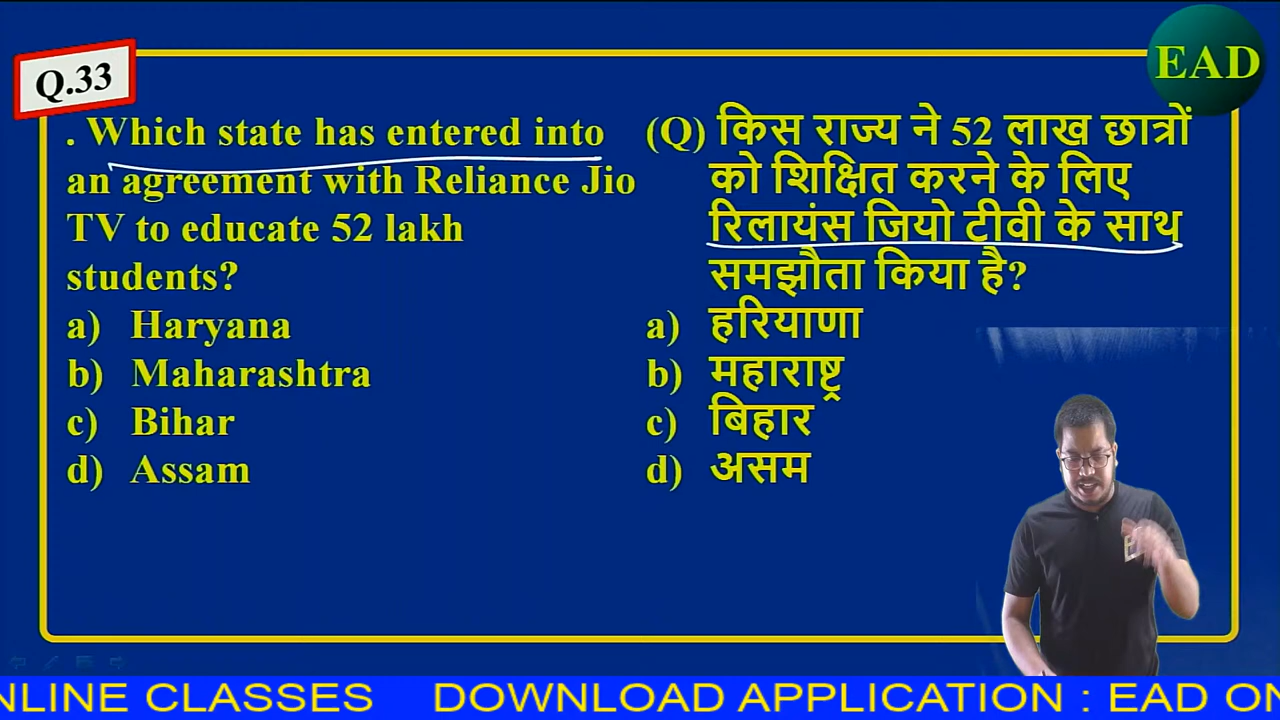 EAD
Q.33
. Which state has entered into
an agreement with Reliance Jio
TV to educate 52 lakh
students?
a) Haryana
b) Maharashtra
c) Bihar
d) Assam
(Q) किस राज्य ने 52 लाख छात्रों
को शिक्षित करने के लिए
रिलायंस जियो टीवी के साथ
समझौता किया है?
a) हरियाणा
b) महाराष्ट्र
c) बिहार
d) असम
NLINE CLASSES DOWNLOAD APPLICATION : EAD ON